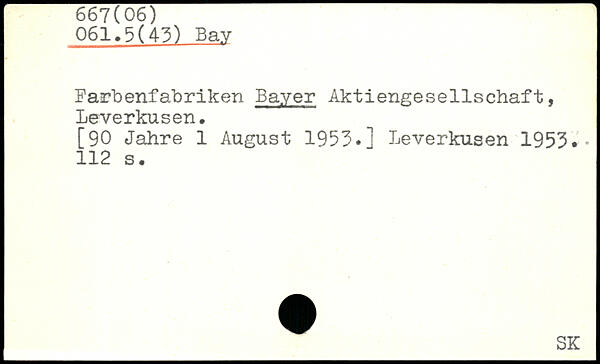 667(06)
061.5(43) Bay
Farbenfabriken Bayer Aktiengesellschaft,
Leverkusen.
[90 Jahre 1 August 1953.] Leverkusen 1953.
112 s.
SK